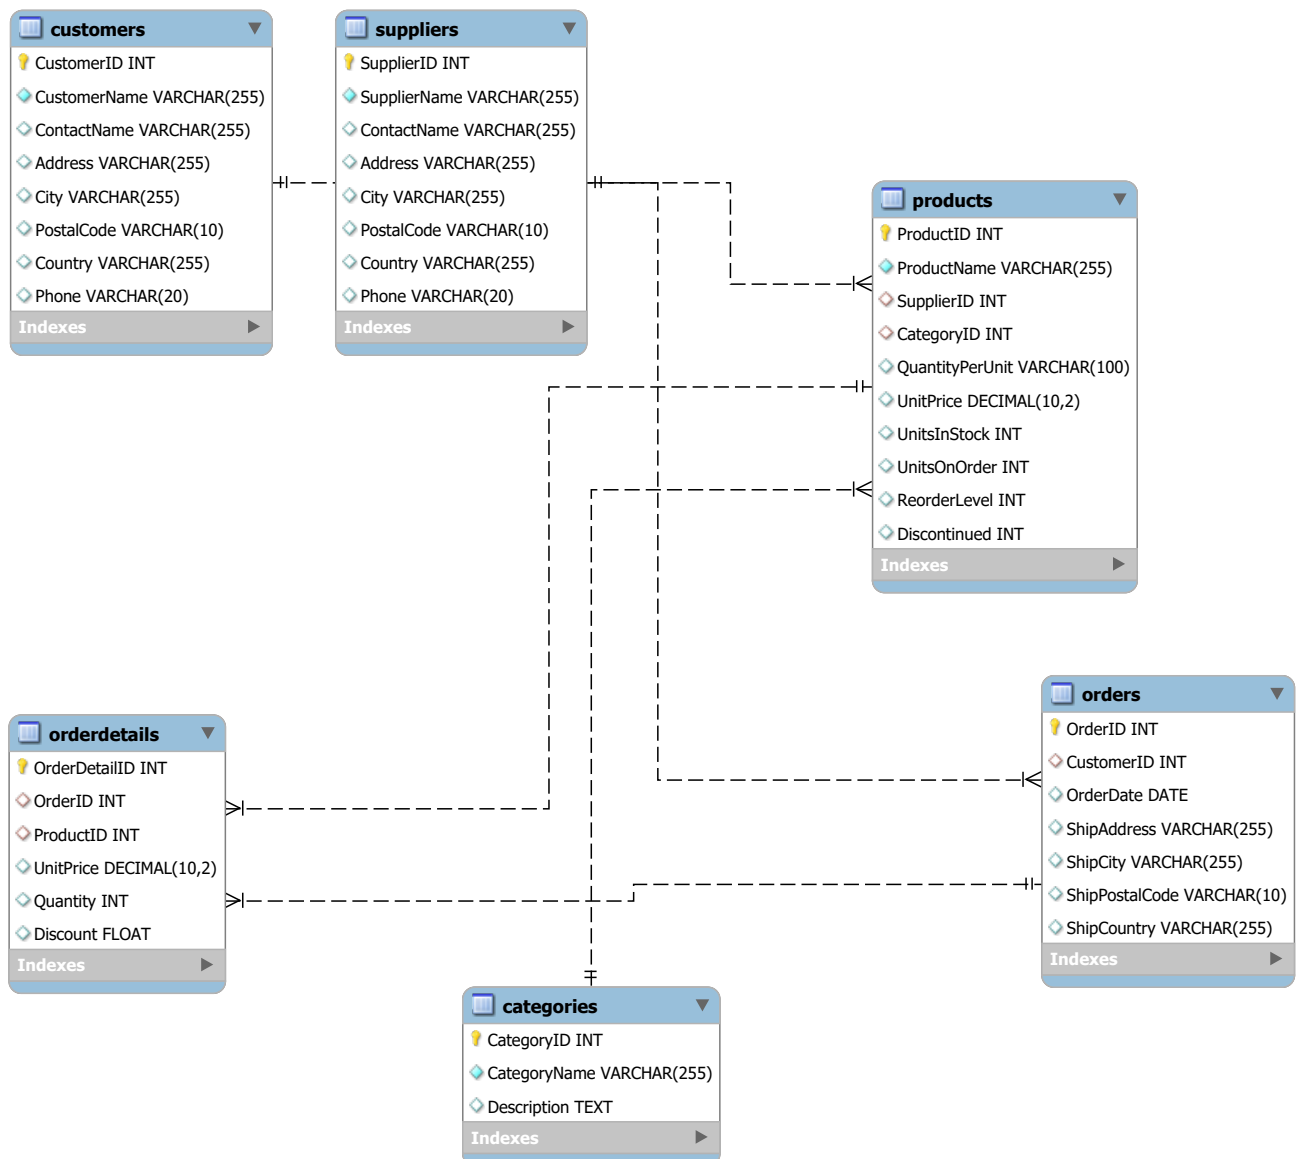 customers
CustomerID INT
CustomerName VARCHAR(255)
ContactName VARCHAR(255)
Address VARCHAR(255)
City VARCHAR(255)
PostalCode VARCHAR(10)
Country VARCHAR(255)
Phone VARCHAR(20)
Indexes
suppliers
SupplierID INT
SupplierName VARCHAR(255)
ContactName VARCHAR(255)
Address VARCHAR(255)
City VARCHAR(255)
PostalCode VARCHAR(10)
Country VARCHAR(255)
Phone VARCHAR(20)
Indexes
products
ProductID INT
ProductName VARCHAR(255)
SupplierID INT
CategoryID INT
QuantityPerUnit VARCHAR(100)
UnitPrice DECIMAL(10,2)
UnitsInStock INT
UnitsOnOrder INT
ReorderLevel INT
Discontinued INT
Indexes
orderdetails
OrderDetailID INT
OrderID INT
ProductID INT
UnitPrice DECIMAL(10,2)
Quantity INT
Discount FLOAT
Indexes
orders
OrderID INT
CustomerID INT
OrderDate DATE
ShipAddress VARCHAR(255)
ShipCity VARCHAR(255)
ShipPostalCode VARCHAR(10)
ShipCountry VARCHAR(255)
Indexes
categories
CategoryID INT
CategoryName VARCHAR(255)
Description TEXT
Indexes